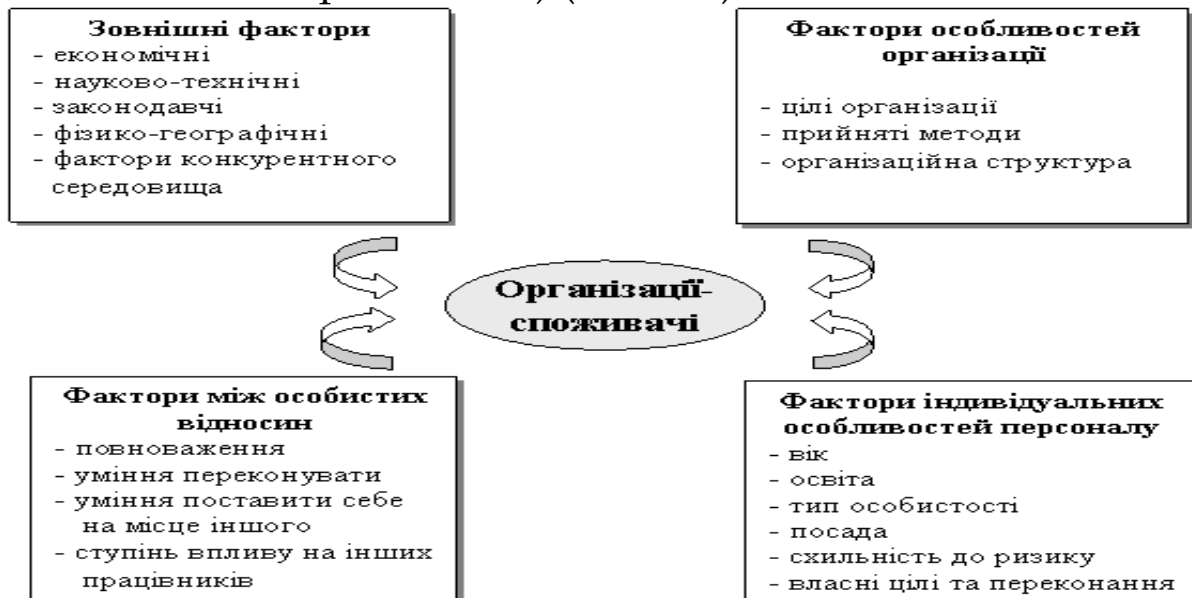 Зовнішні фактори
- економічні
- науково-технічні
- законодавчі
- фізико-географічні
- фактори конкурентного
середовища
Фактори особливостей
організації
- цілі організації
- прийняті методи
- організаційна структура
Організації-
споживачі
Фактори між особистих
відносин
- повноваження
- уміння переконувати
- уміння поставити себе
на місце іншого
- ступінь впливу на інших
працівників
Фактори індивідуальних
особливостей персоналу
- вік
- освіта
- тип особистості
- посада
- схильність до ризику
- власні цілі та переконання